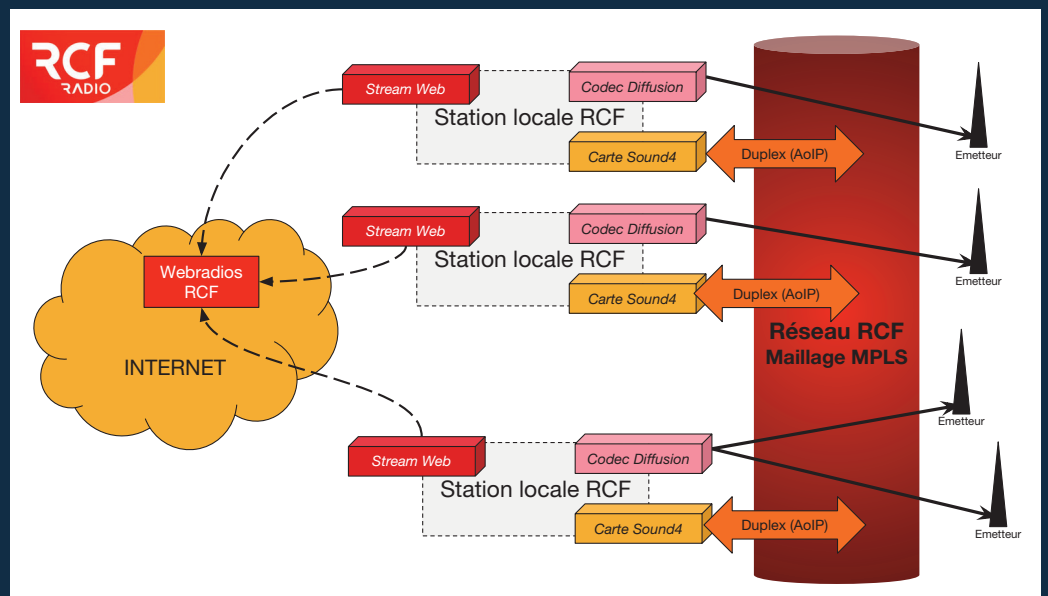 RCF
RADIO
Stream Web
Codec Diffusion
Station locale RCF
Carte Sound4
Duplex (AoIP)
Emetteur
Stream Web
Codec Diffusion
Station locale RCF
Carte Sound4
Duplex (AoIP)
Emetteur
Webradios
RCF
INTERNET
Réseau RCF
Maillage MPLS
Emetteur
Stream Web
Codec Diffusion
Station locale RCF
Carte Sound4
Duplex (AoIP)
Emetteur